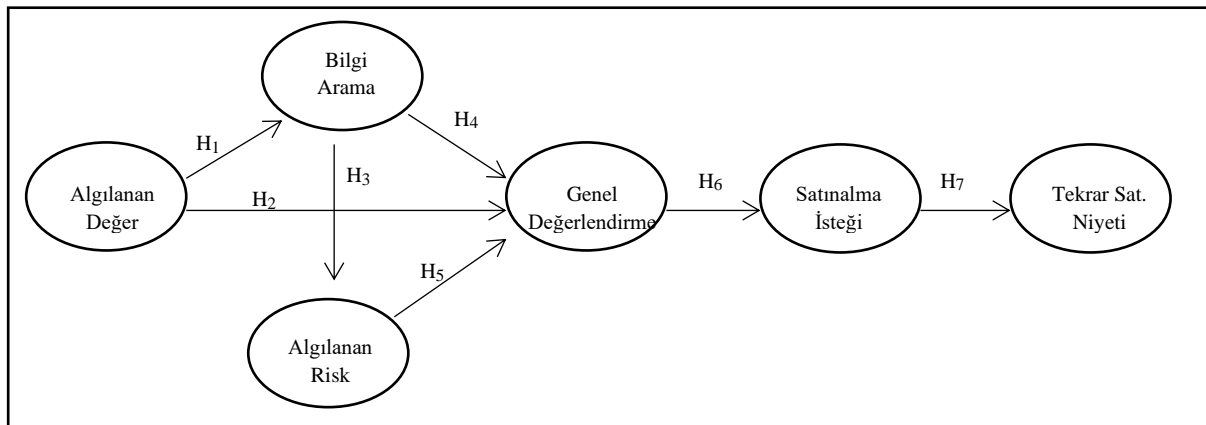 Bilgi
Arama
H1
H4
H3
Algılanan
Değer
H2
Genel
Değerlendirme
H6
Satınalma
İsteği
H7
Tekrar Sat.
Niyeti
H5
Algılanan
Risk